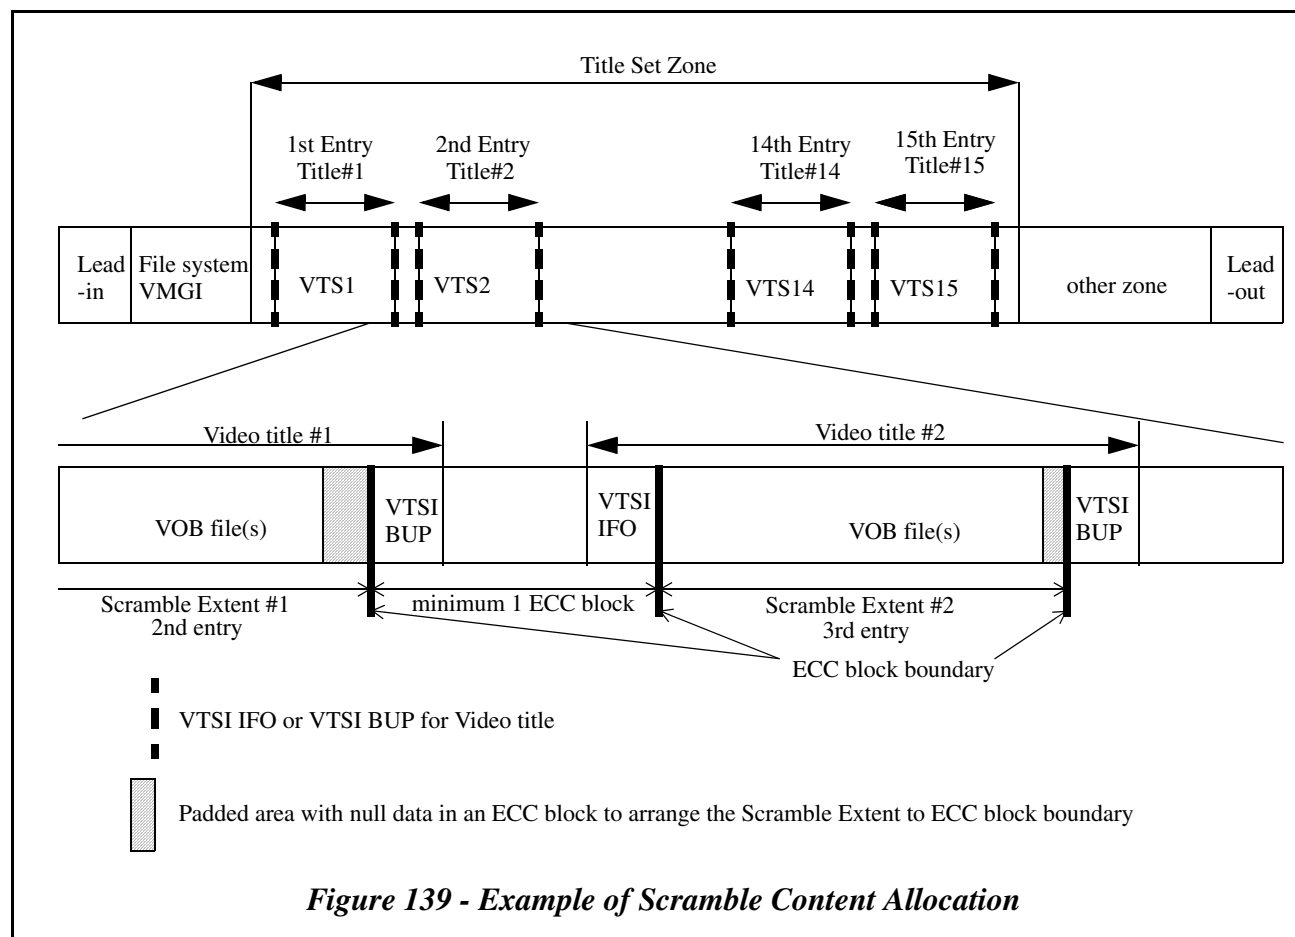 Title Set Zone
1st Entry
Title#1
2nd Entry
Title#2
14th Entry
Title#14
15th Entry
Title#15
Lead
-in
File system
VMGI
VTS1
VTS2
VTS14
VTS15
other zone
Lead
-out
Video title #1
Video title #2
VOB file(s)
VTSI
BUP
VTSI
IFO
VOB file(s)
VTSI
BUP
Scramble Extent #1
2nd entry
minimum 1 ECC block
Scramble Extent #2
3rd entry
ECC block boundary
VTSI IFO or VTSI BUP for Video title
Padded area with null data in an ECC block to arrange the Scramble Extent to ECC block boundary
Figure 139 - Example of Scramble Content Allocation